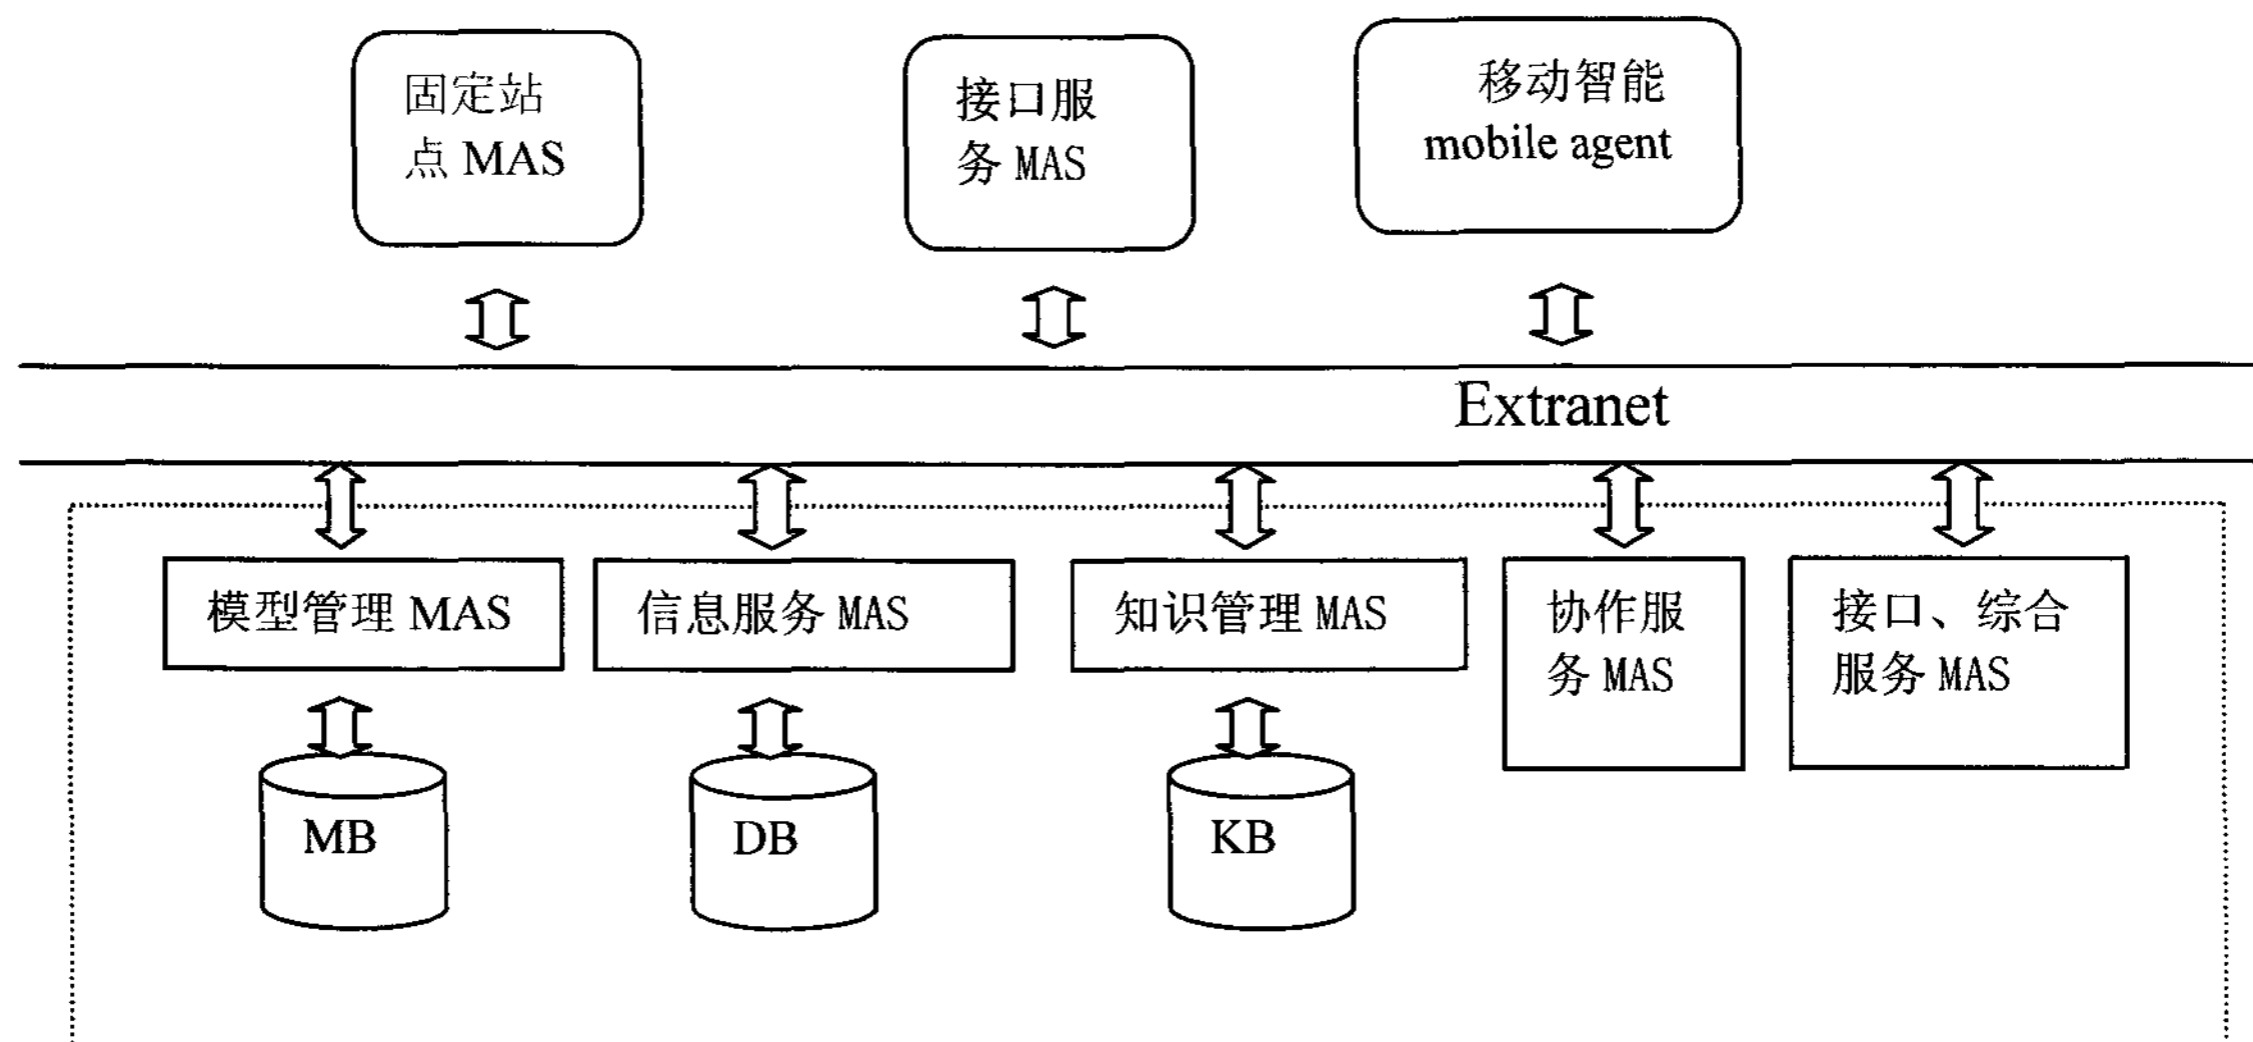 固定站
点 MAS
接口服
务 MAS
移动智能
mobile agent
Extranet
模型管理 MAS
信息服务 MAS
知识管理 MAS
协作服
务 MAS
接口、综合
服务 MAS
MB
DB
KB